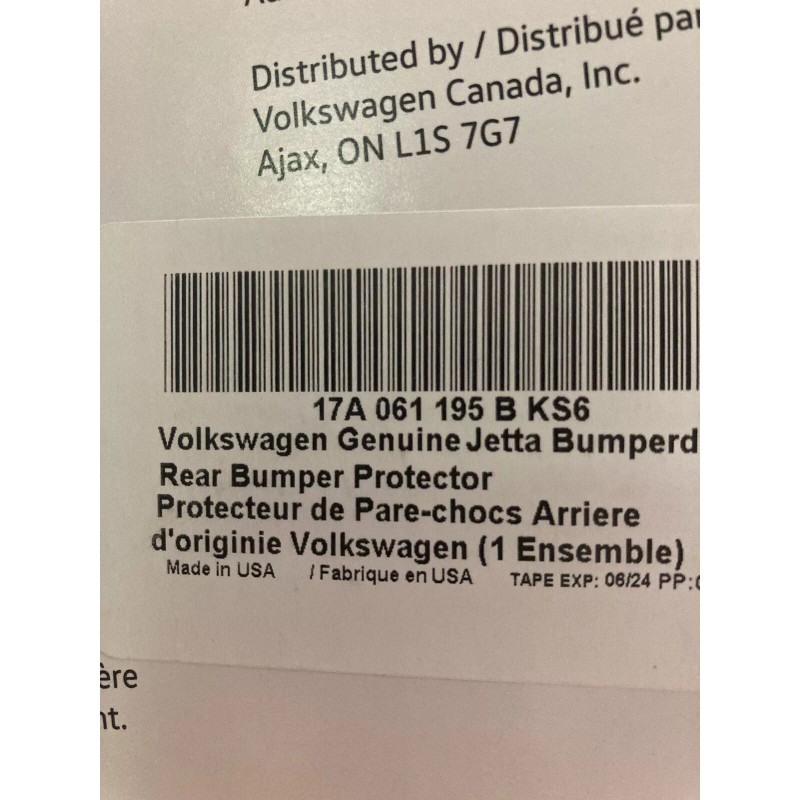 Distributed by / Distribué par
Volkswagen Canada, Inc.
Ajax, ON L1S 7G7
17A 061 195 B KS6
Volkswagen Genuine Jetta Bumperd
Rear Bumper Protector
Protecteur de Pare-chocs Arriere
d'originie Volkswagen (1 Ensemble)
Made in USA / Fabrique en USA TAPE EXP: 06/24 PP:
ère
nt.